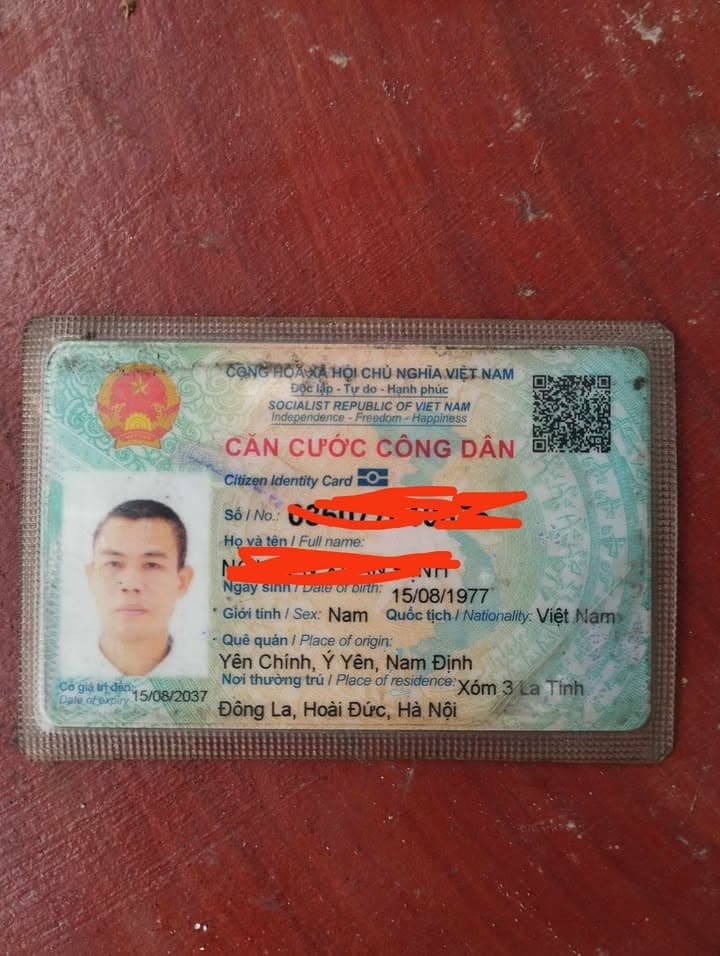 CỘNG HÒA XÃ HỘI CHỦ NGHĨA VIỆT NAM
Độc lập - Tự do - Hạnh phúc
SOCIALIST REPUBLIC OF VIET NAM
Independence - Freedom - Happiness
CĂN CƯỚC CÔNG DÂN
Citizen Identity Card
Số / No.:
Họ và tên / Full name:
Ngày sinh / Date of birth: 15/08/1977
Giới tính / Sex: Nam Quốc tịch / Nationality: Việt Nam
Quê quán / Place of origin:
Yên Chính, Ý Yên, Nam Định
Nơi thường trú / Place of residence: Xóm 3 La Tinh
Đông La, Hoài Đức, Hà Nội
Có giá trị đến:
Date of expiry 15/08/2037